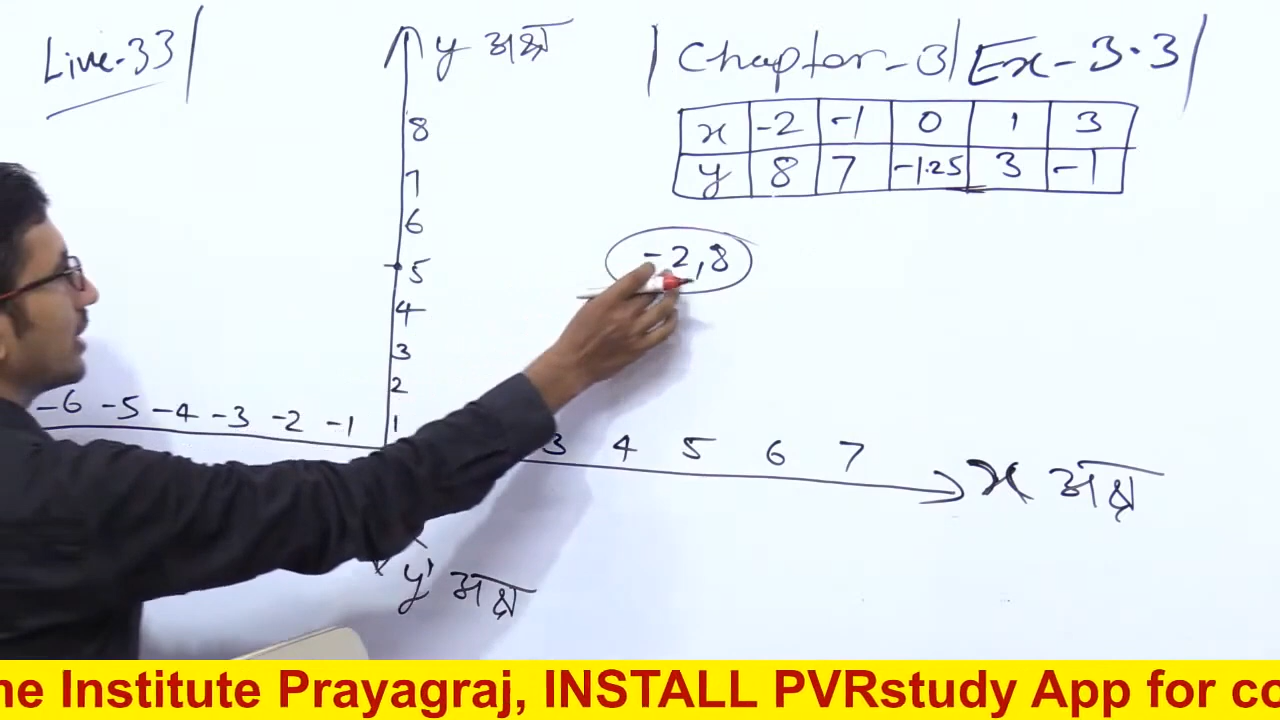 Live-33
y अक्ष
Chapter-3 Ex-3.3
x -2 -1 0 1 3
y 8 7 -1.25 3 -1
-2,8
8
7
6
5
4
3
2
1
-6 -5 -4 -3 -2 -1 3 4 5 6 7
x अक्ष
y' अक्ष
ne Institute Prayagraj, INSTALL PVRstudy App for co